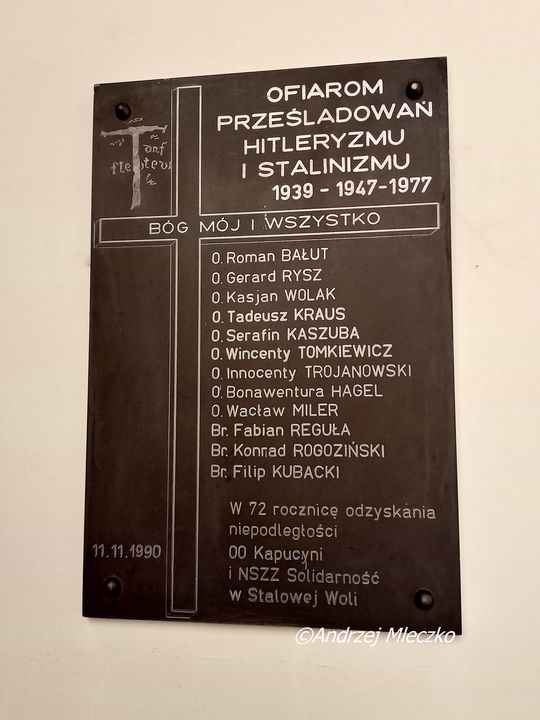 OFIAROM
PRZEŚLADOWAŃ
HITLERYZMU
I STALINIZMU
1939 - 1947 - 1977
BÓG MÓJ I WSZYSTKO
O. Roman BAŁUT
O. Gerard RYSZ
O. Kasjan WOLAK
O. Tadeusz KRAUS
O. Serafin KASZUBA
O. Wincenty TOMKIEWICZ
O. Innocenty TROJANOWSKI
O. Bonawentura HAGEL
O. Wacław MILER
Br. Fabian REGUŁA
Br. Konrad ROGOZIŃSKI
Br. Filip KUBACKI
W 72 rocznicę odzyskania
niepodległości
OO Kapucyni
i NSZZ Solidarność
w Stalowej Woli
11.11.1990
©Andrzej Mleczko